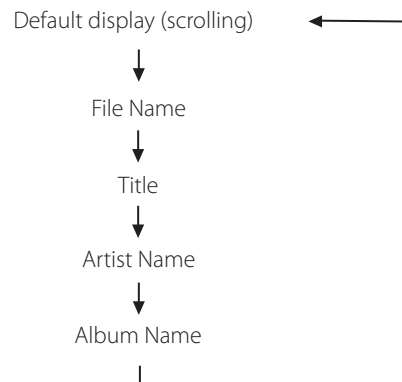 Default display (scrolling)
File Name
Title
Artist Name
Album Name